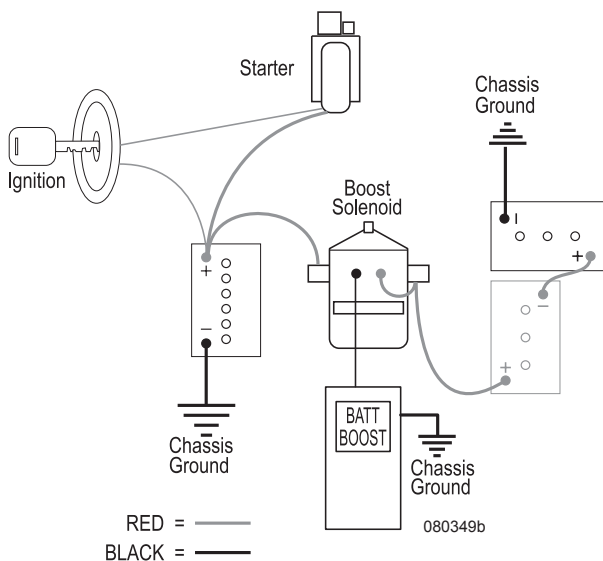 Starter
Chassis
Ground
Ignition
Boost
Solenoid
+
−
−
+
−
+
Chassis
Ground
BATT
BOOST
Chassis
Ground
080349b
RED =
BLACK =